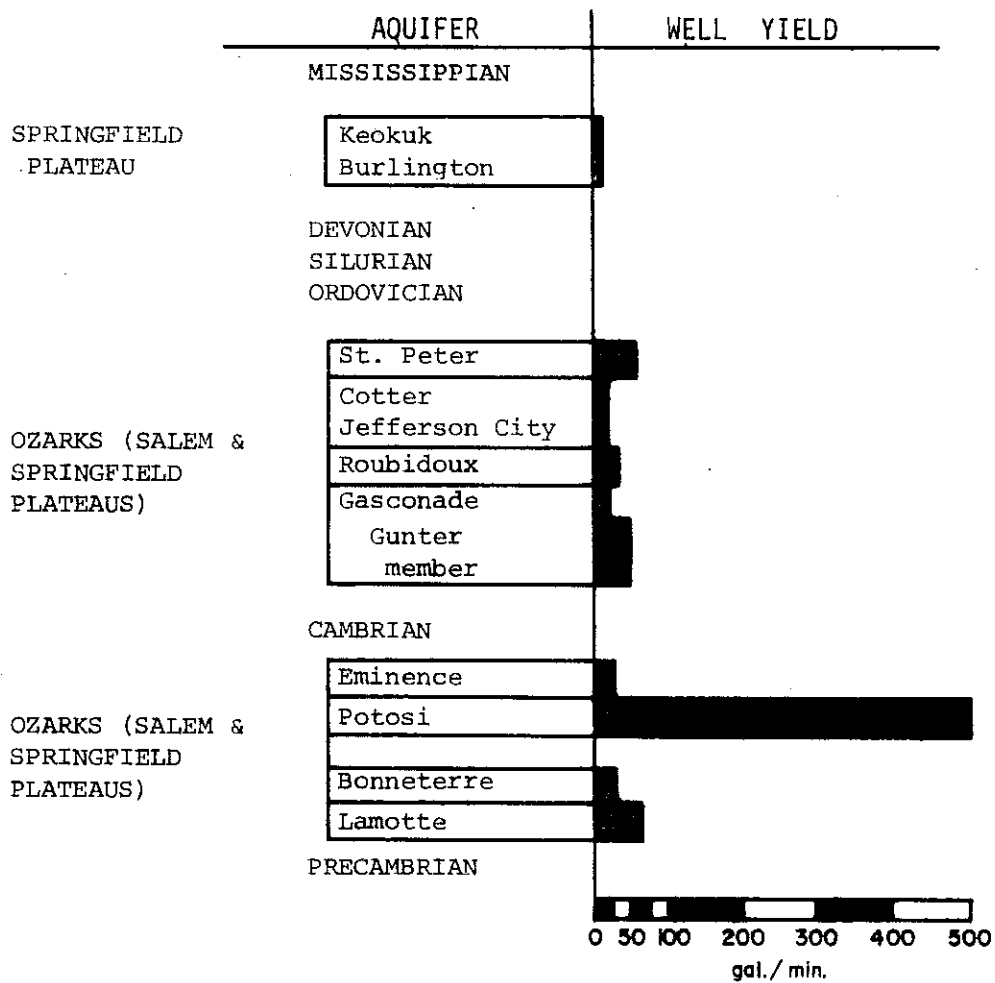 AQUIFER WELL YIELD
MISSISSIPPIAN
SPRINGFIELD
PLATEAU
Keokuk
Burlington
DEVONIAN
SILURIAN
ORDOVICIAN
OZARKS (SALEM &
SPRINGFIELD
PLATEAUS)
St. Peter
Cotter
Jefferson City
Roubidoux
Gasconade
Gunter
member
CAMBRIAN
OZARKS (SALEM &
SPRINGFIELD
PLATEAUS)
Eminence
Potosi
Bonneterre
Lamotte
PRECAMBRIAN
0 50 100 200 300 400 500
gal./min.